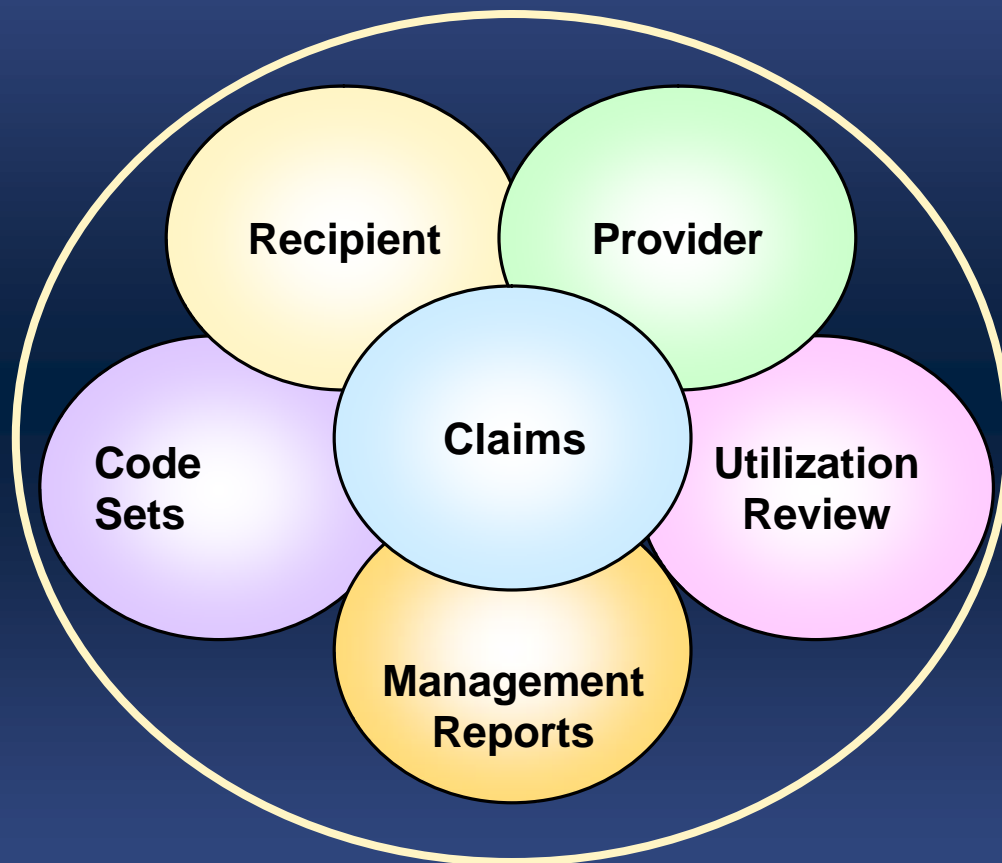 Recipient
Provider
Claims
Code
Sets
Utilization
Review
Management
Reports